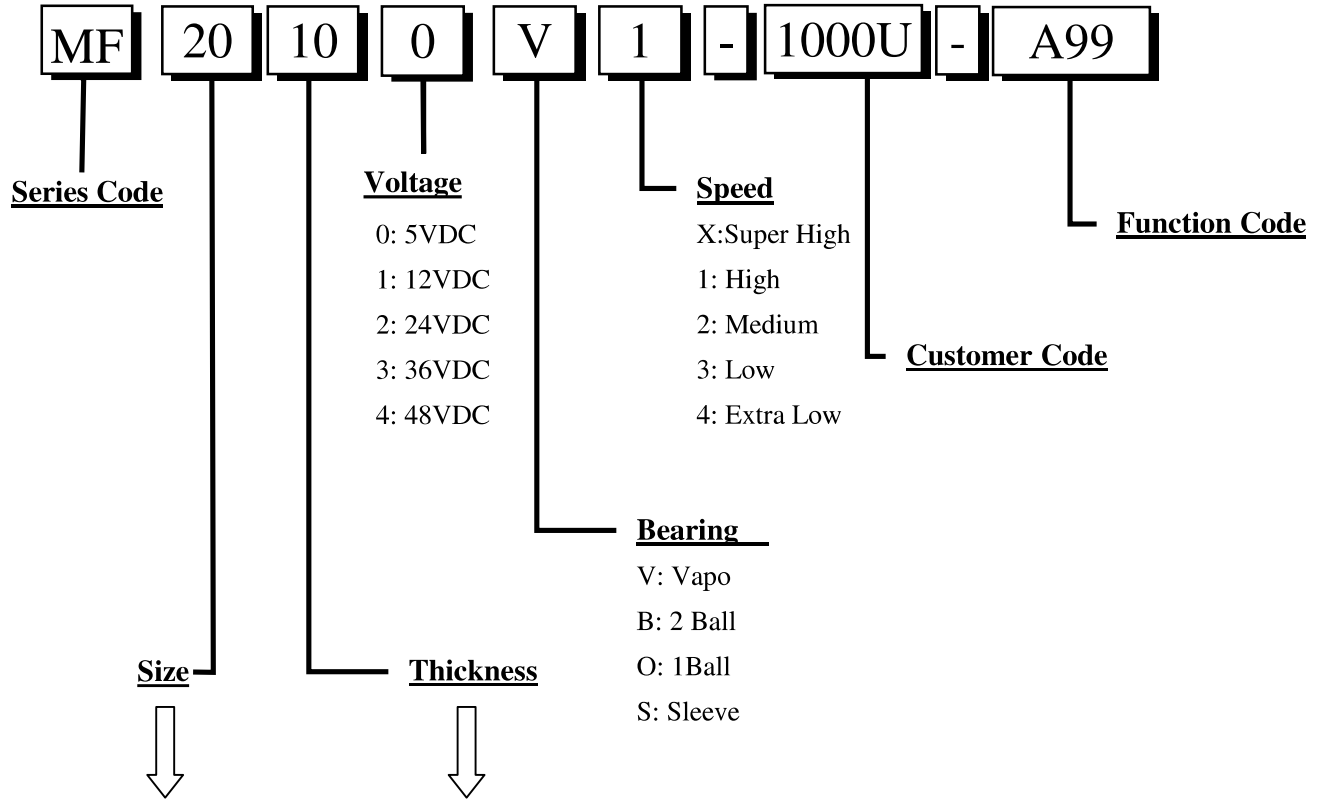 MF 20 10 0 V 1 - 1000U - A99
Series Code
Voltage
0: 5VDC
1: 12VDC
2: 24VDC
3: 36VDC
4: 48VDC
Speed
X:Super High
1: High
2: Medium
3: Low
4: Extra Low
Function Code
Customer Code
Bearing
V: Vapo
B: 2 Ball
O: 1Ball
S: Sleeve
Size
Thickness